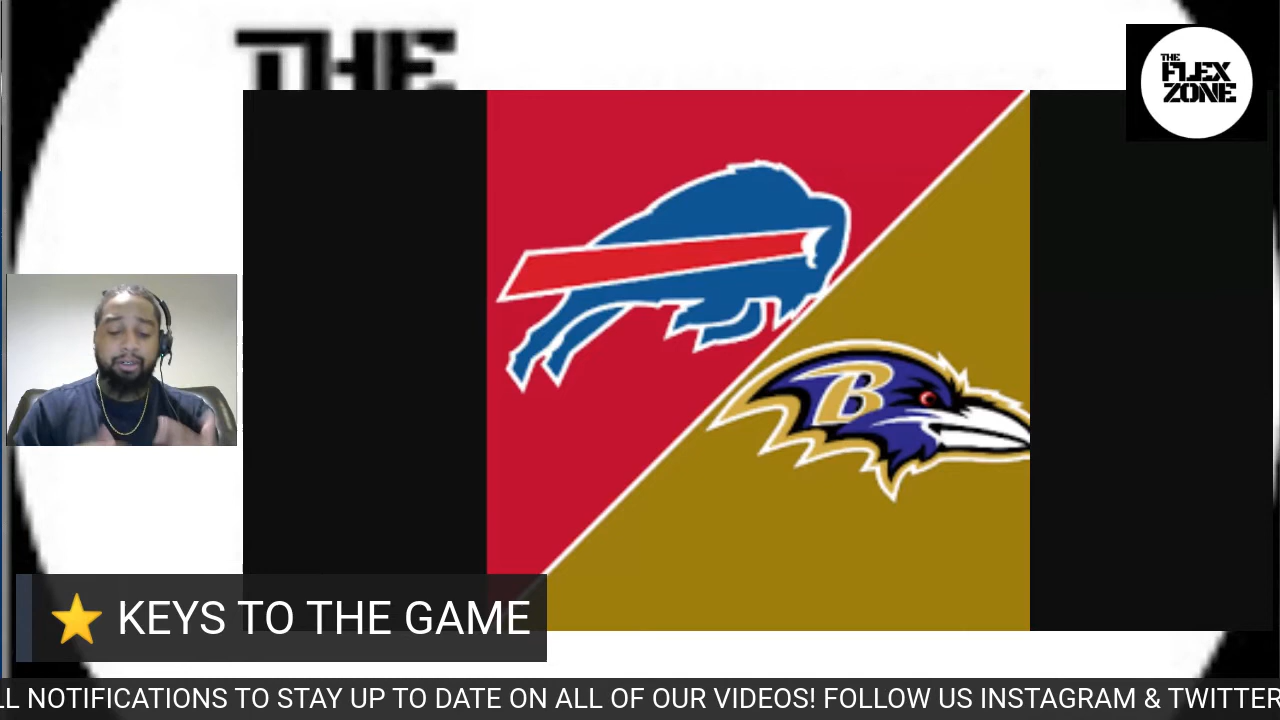 THE
THE
FLEX
ZONE
B
⭐ KEYS TO THE GAME
LL NOTIFICATIONS TO STAY UP TO DATE ON ALL OF OUR VIDEOS! FOLLOW US INSTAGRAM & TWITTER